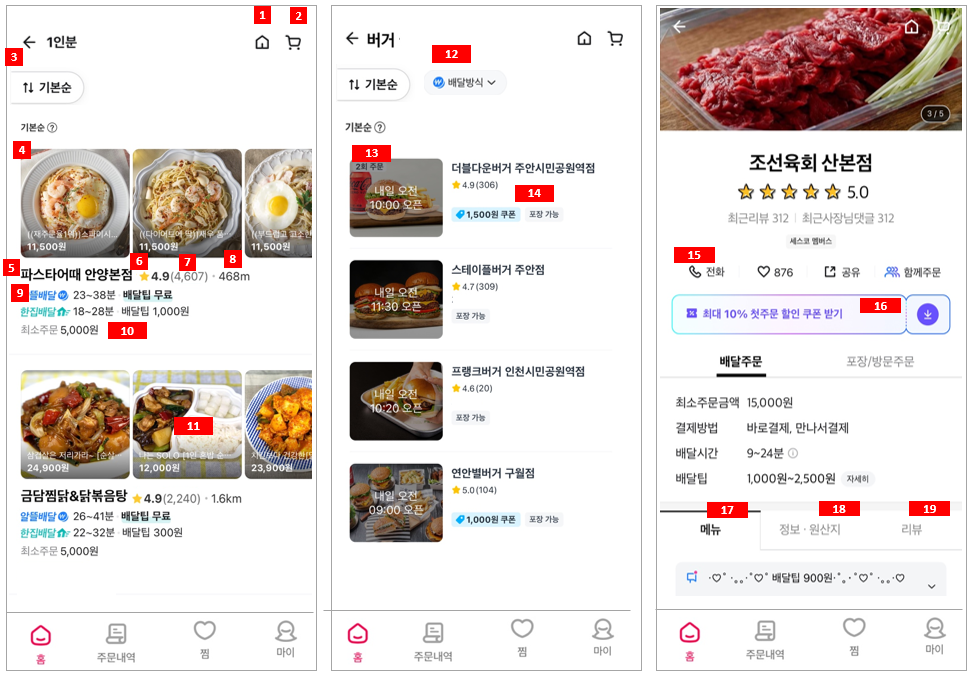 1
2
3
1인분
기본순
기본순
4
11,500원
11,500원
11,500원
5
파스타어때 안양본점
6
4.9(4,607) · 468m
7
8
9
알뜰배달 23~38분 · 배달팁 무료
한집배달 18~28분 · 배달팁 1,000원
최소주문 5,000원
10
11
24,900원
12,000원
23,900원
금담찜닭&닭볶음탕 4.9(2,240) · 1.6km
알뜰배달 26~41분 · 배달팁 무료
한집배달 22~32분 · 배달팁 300원
최소주문 5,000원
홈
주문내역
찜
마이
버거
12
기본순
배달방식
기본순
13
2회 주문
내일 오전
10:00 오픈
더블다운버거 주안시민공원역점
4.9(306)
14
1,500원 쿠폰
포장 가능
내일 오전
11:30 오픈
스테이플버거 주안점
4.7(309)
포장 가능
내일 오전
10:20 오픈
프랭크버거 인천시민공원역점
4.6(20)
포장 가능
내일 오전
09:00 오픈
연안별버거 구월점
5.0(104)
1,000원 쿠폰
포장 가능
홈
주문내역
찜
마이
3 / 5
조선육회 산본점
5.0
최근리뷰 312 | 최근사장님댓글 312
세스코 멤버스
15
전화
876
공유
함께주문
16
최대 10% 첫주문 할인 쿠폰 받기
배달주문
포장/방문주문
최소주문금액 15,000원
결제방법 바로결제, 만나서결제
배달시간 9~24분
배달팁 1,000원~2,500원 자세히
17
18
19
메뉴
정보 · 원산지
리뷰
·♡ﾟ·｡｡·ﾟ♡ﾟ 배달팁 900원·ﾟ｡·ﾟ♡ﾟ·｡｡·♡
홈
주문내역
찜
마이